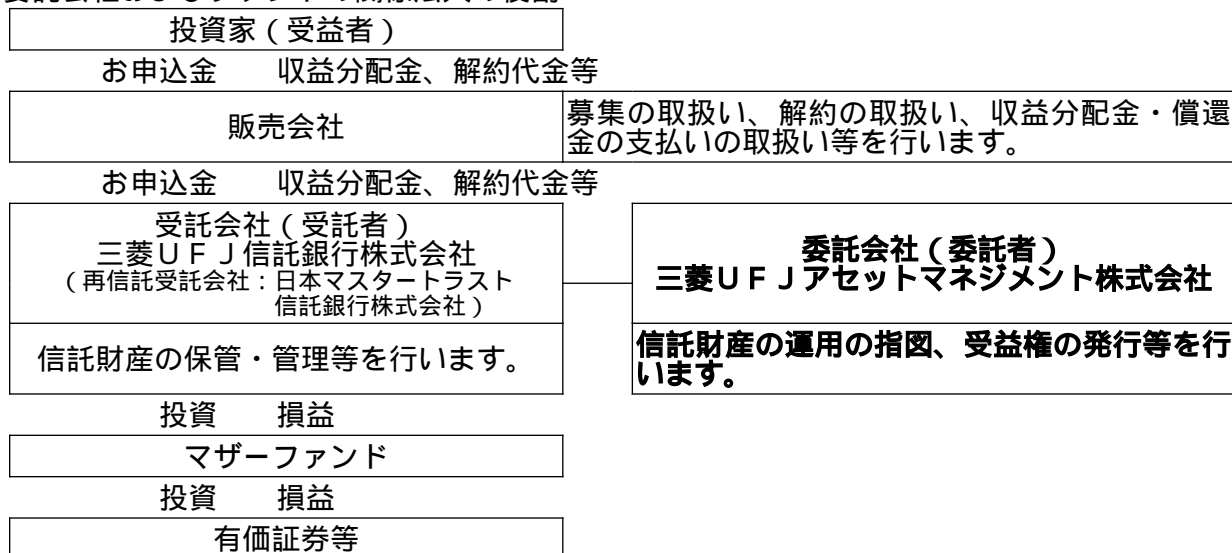 投資家（受益者）
お申込金　　収益分配金、解約代金等
販売会社
募集の取扱い、解約の取扱い、収益分配金・償還
金の支払いの取扱い等を行います。
お申込金　　収益分配金、解約代金等
受託会社（受託者）
三菱ＵＦＪ信託銀行株式会社
（再信託受託会社：日本マスタートラスト
信託銀行株式会社）
委託会社（委託者）
三菱ＵＦＪアセットマネジメント株式会社
信託財産の保管・管理等を行います。
信託財産の運用の指図、受益権の発行等を行
います。
投資　　損益
マザーファンド
投資　　損益
有価証券等